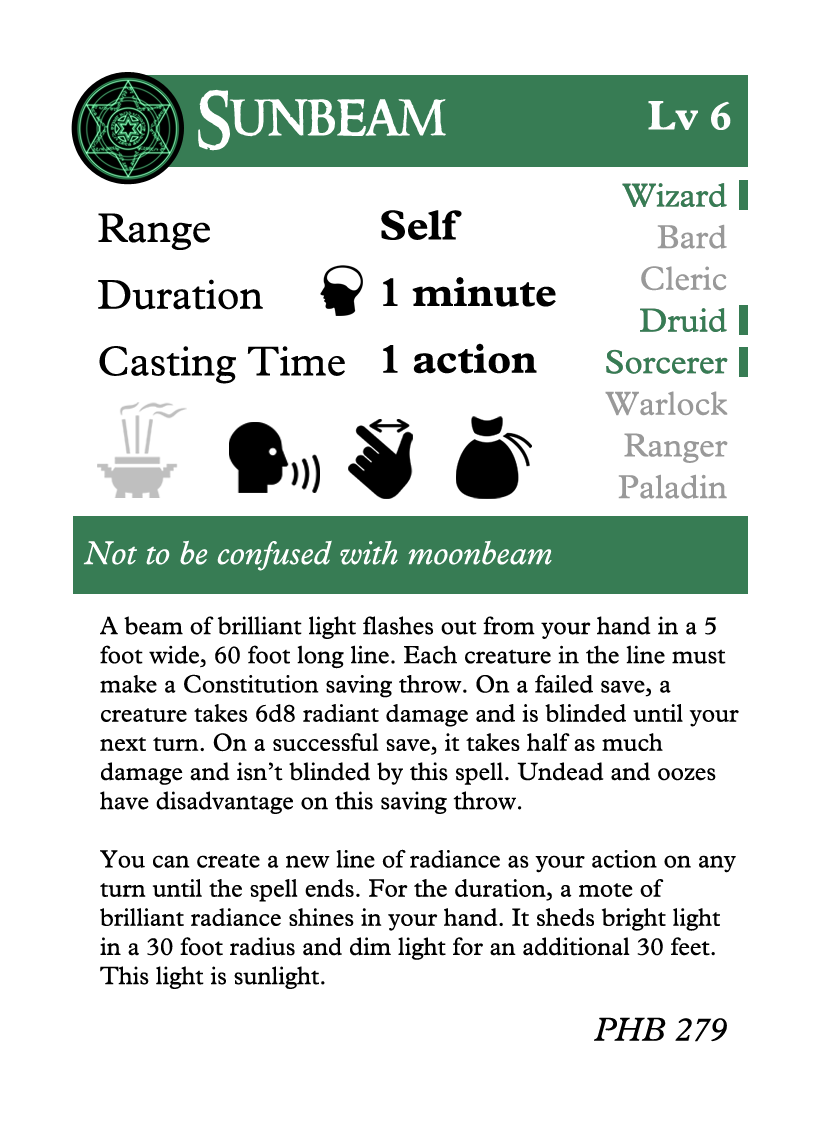 SUNBEAM
Lv 6
Range Self
Duration 1 minute
Casting Time 1 action
Wizard
Bard
Cleric
Druid
Sorcerer
Warlock
Ranger
Paladin
Not to be confused with moonbeam
A beam of brilliant light flashes out from your hand in a 5
foot wide, 60 foot long line. Each creature in the line must
make a Constitution saving throw. On a failed save, a
creature takes 6d8 radiant damage and is blinded until your
next turn. On a successful save, it takes half as much
damage and isn’t blinded by this spell. Undead and oozes
have disadvantage on this saving throw.
You can create a new line of radiance as your action on any
turn until the spell ends. For the duration, a mote of
brilliant radiance shines in your hand. It sheds bright light
in a 30 foot radius and dim light for an additional 30 feet.
This light is sunlight.
PHB 279